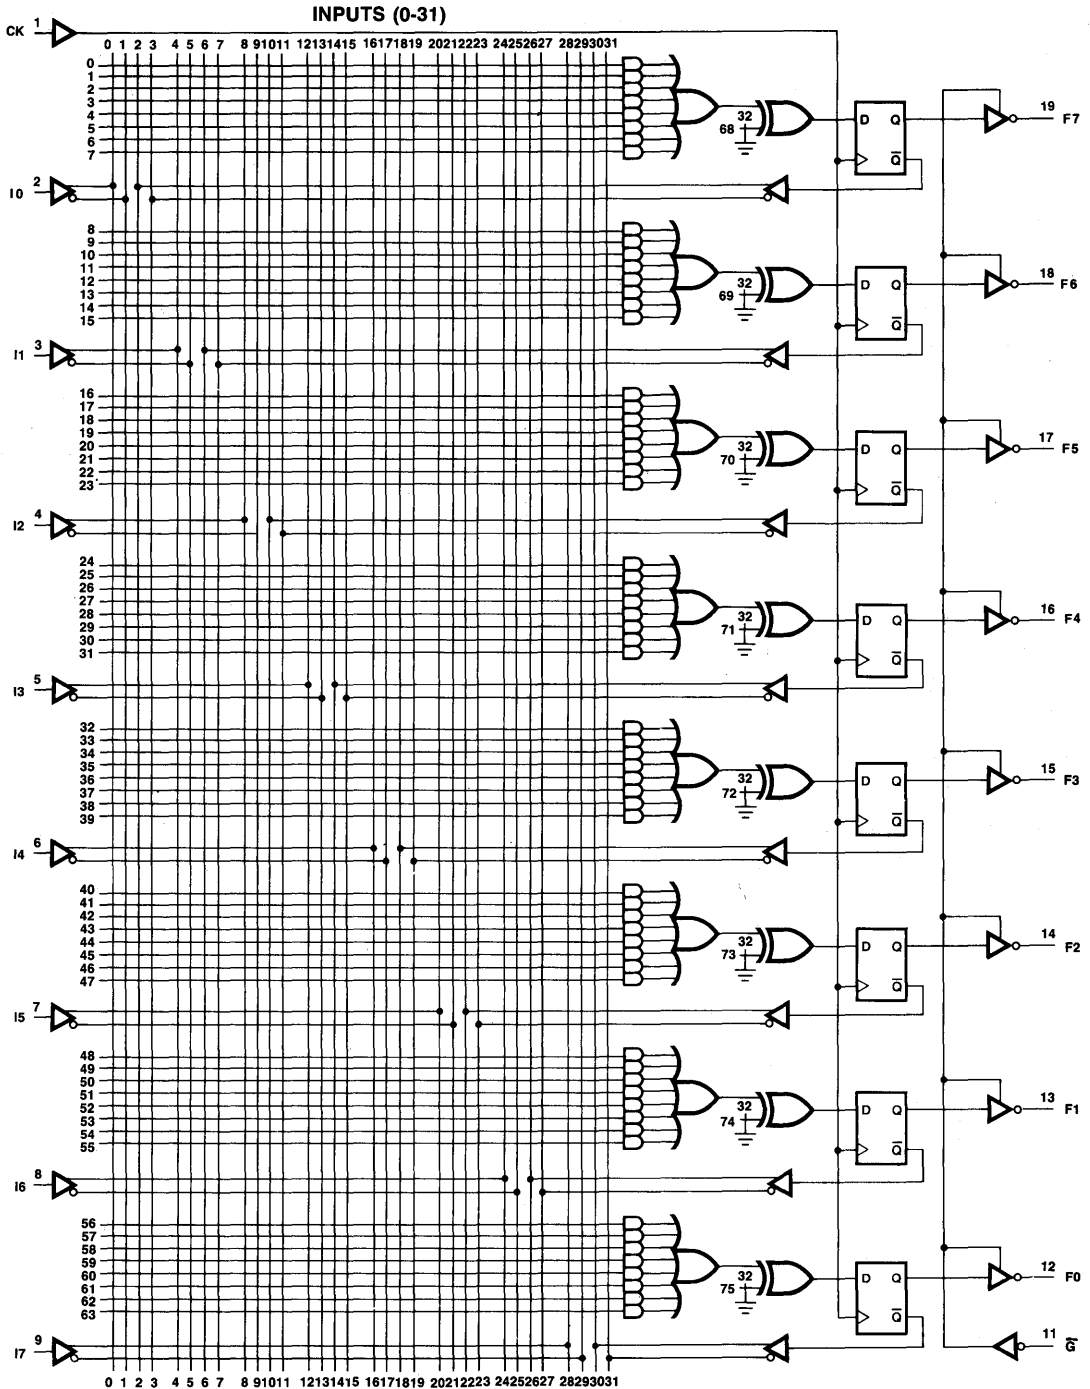 INPUTS (0-31)
CK 1
0 1 2 3 4 5 6 7 8 9 10 11 12 13 14 15 16 17 18 19 20 21 22 23 24 25 26 27 28 29 30 31
0
1
2
3
4
5
6
7
32
68
D Q
Q̅
19 F7
I0 2
8
9
10
11
12
13
14
15
32
69
D Q
Q̅
18 F6
I1 3
16
17
18
19
20
21
22
23
32
70
D Q
Q̅
17 F5
I2 4
24
25
26
27
28
29
30
31
32
71
D Q
Q̅
16 F4
I3 5
32
33
34
35
36
37
38
39
32
72
D Q
Q̅
15 F3
I4 6
40
41
42
43
44
45
46
47
32
73
D Q
Q̅
14 F2
I5 7
48
49
50
51
52
53
54
55
32
74
D Q
Q̅
13 F1
I6 8
56
57
58
59
60
61
62
63
32
75
D Q
Q̅
12 F0
I7 9
11 G̅
0 1 2 3 4 5 6 7 8 9 10 11 12 13 14 15 16 17 18 19 20 21 22 23 24 25 26 27 28 29 30 31